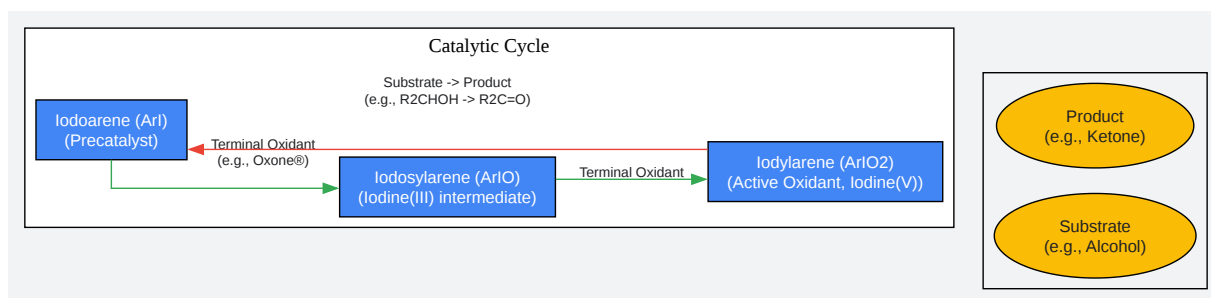 Catalytic Cycle
Substrate -> Product
(e.g., R2CHOH -> R2C=O)
Iodoarene (ArI)
(Precatalyst)
Terminal Oxidant
(e.g., Oxone®)
Iodosylarene (ArIO)
(Iodine(III) intermediate)
Terminal Oxidant
Iodylarene (ArIO2)
(Active Oxidant, Iodine(V))
Product
(e.g., Ketone)
Substrate
(e.g., Alcohol)